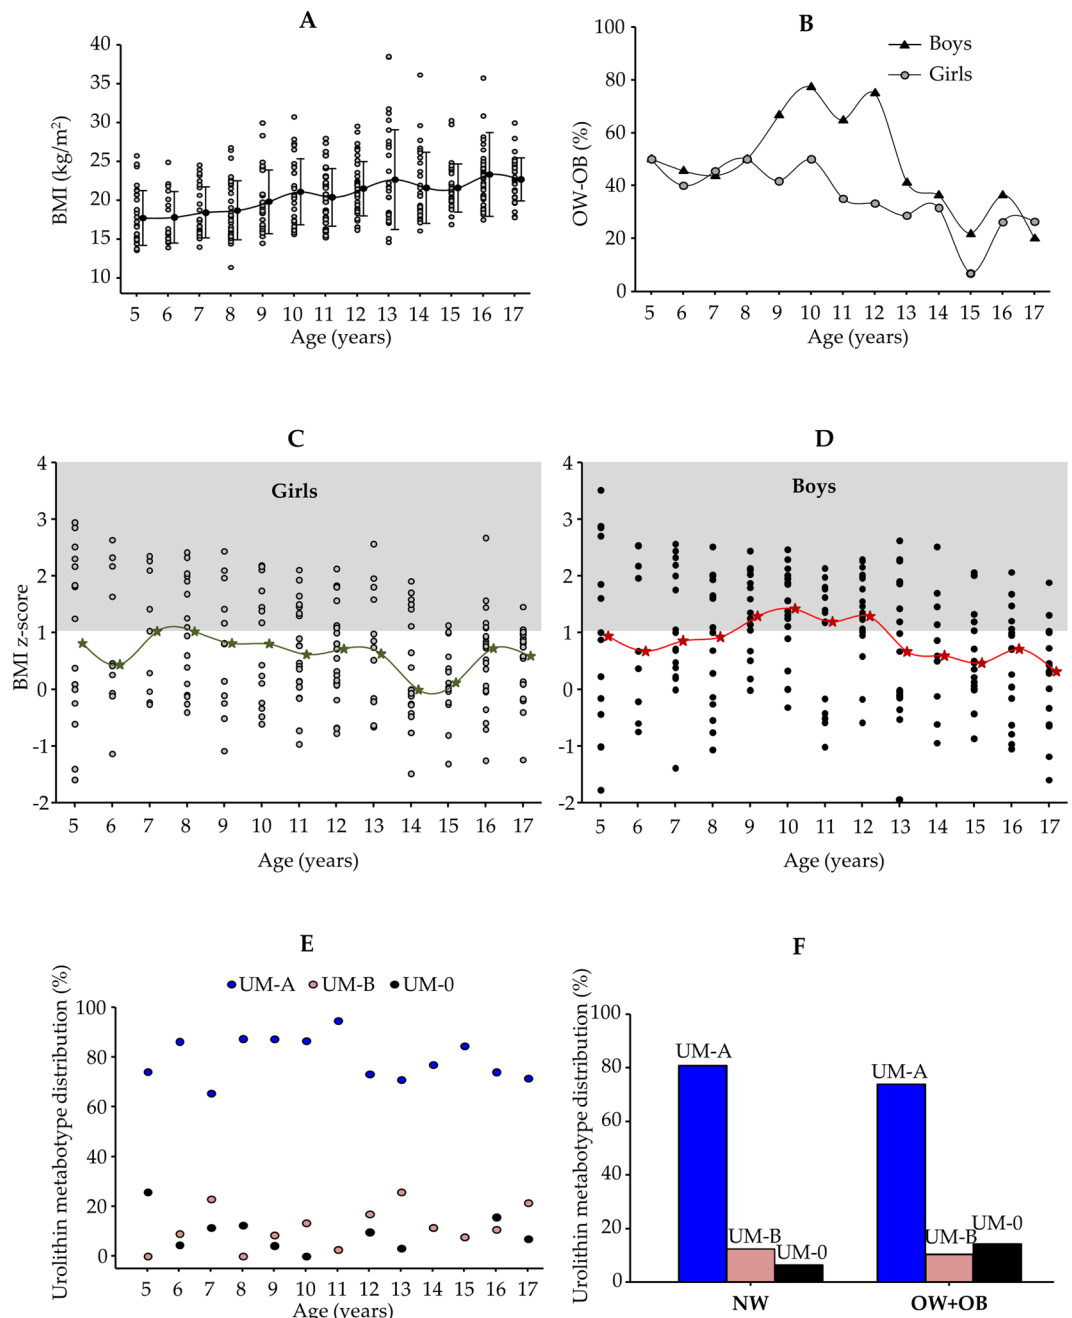 A
BMI (kg/m²)
40
35
30
25
20
15
10
5 6 7 8 9 10 11 12 13 14 15 16 17
Age (years)
B
OW-OB (%)
Boys
Girls
100
80
60
40
20
0
5 6 7 8 9 10 11 12 13 14 15 16 17
Age (years)
C
BMI z-score
Girls
4
3
2
1
0
-1
-2
5 6 7 8 9 10 11 12 13 14 15 16 17
Age (years)
D
Boys
4
3
2
1
0
-1
-2
5 6 7 8 9 10 11 12 13 14 15 16 17
Age (years)
E
Urolithin metabotype distribution (%)
UM-A UM-B UM-0
100
80
60
40
20
0
5 6 7 8 9 10 11 12 13 14 15 16 17
Age (years)
F
Urolithin metabotype distribution (%)
100
80
60
40
20
0
UM-A
UM-B
UM-0
UM-A
UM-B
UM-0
NW OW+OB